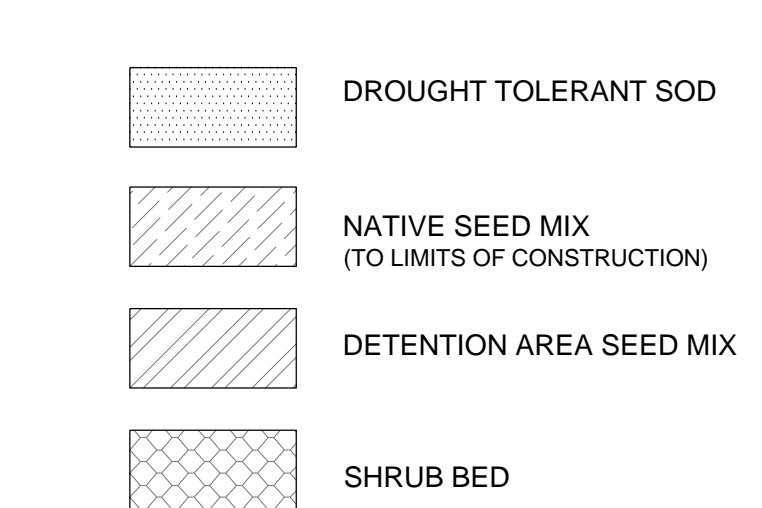 DROUGHT TOLERANT SOD
NATIVE SEED MIX
(TO LIMITS OF CONSTRUCTION)
DETENTION AREA SEED MIX
SHRUB BED